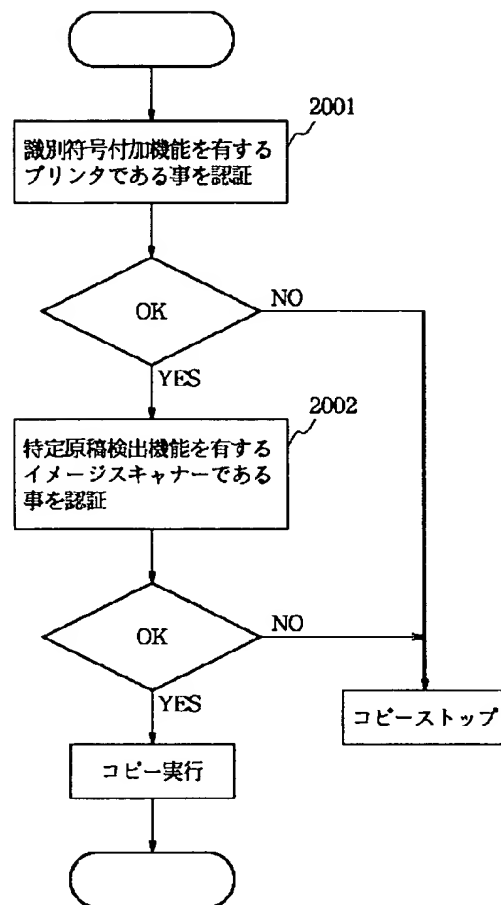 2001
識別符号付加機能を有する
プリンタである事を認証
OK
NO
YES
2002
特定原稿検出機能を有する
イメージスキャナーである
事を認証
OK
NO
YES
コピーストップ
コピー実行